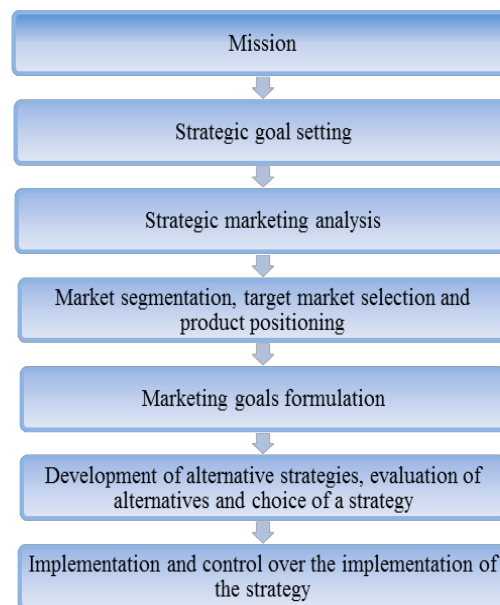 Mission
Strategic goal setting
Strategic marketing analysis
Market segmentation, target market selection and
product positioning
Marketing goals formulation
Development of alternative strategies, evaluation of
alternatives and choice of a strategy
Implementation and control over the implementation of
the strategy